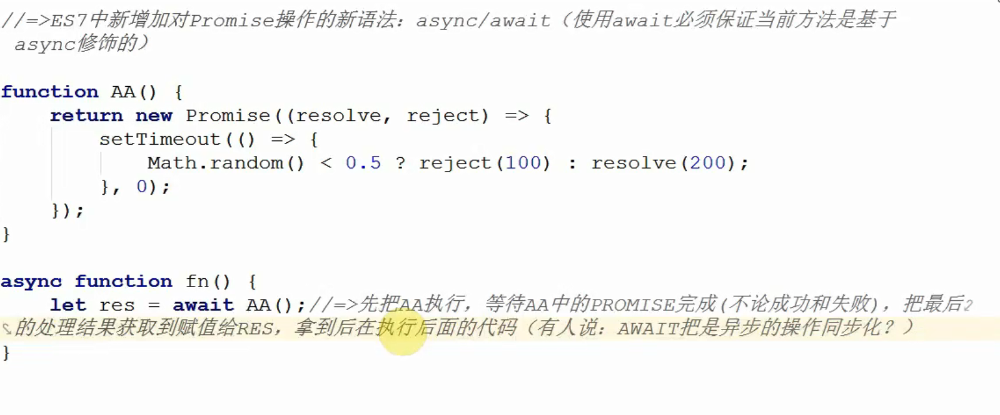 //=>ES7中新增加对Promise操作的新语法：async/await（使用await必须保证当前方法是基于
async修饰的）
function AA() {
return new Promise((resolve, reject) => {
setTimeout(() => {
Math.random() < 0.5 ? reject(100) : resolve(200);
}, 0);
});
}
async function fn() {
let res = await AA();//=>先把AA执行，等待AA中的PROMISE完成(不论成功和失败)，把最后
的处理结果获取到赋值给RES，拿到后在执行后面的代码（有人说：AWAIT把是异步的操作同步化？）
}